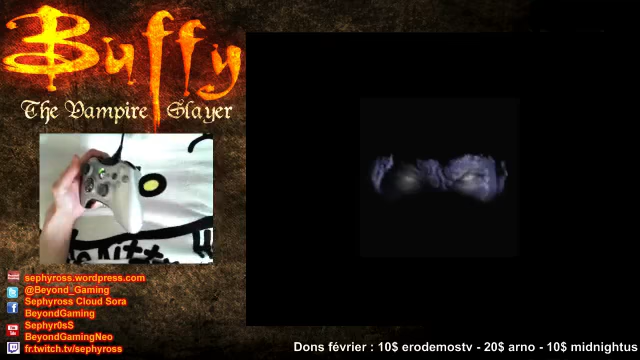 Buffy
The Vampire Slayer
sephyross.wordpress.com
@Beyond_Gaming
Sephyross Cloud Sora
BeyondGaming
Sephyr0sS
BeyondGamingNeo
fr.twitch.tv/sephyross
Dons février : 10$ erodemostv - 20$ arno - 10$ midnightus